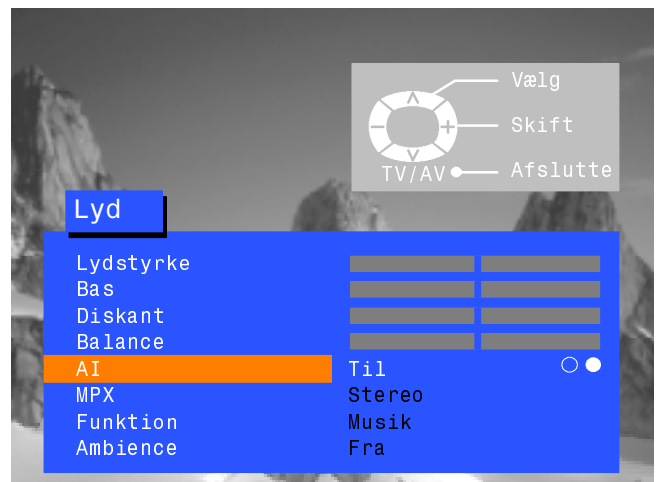 Vælg
Skift
TV/AV Afslutte
Lyd
Lydstyrke
Bas
Diskant
Balance
AI Til
MPX Stereo
Funktion Musik
Ambience Fra